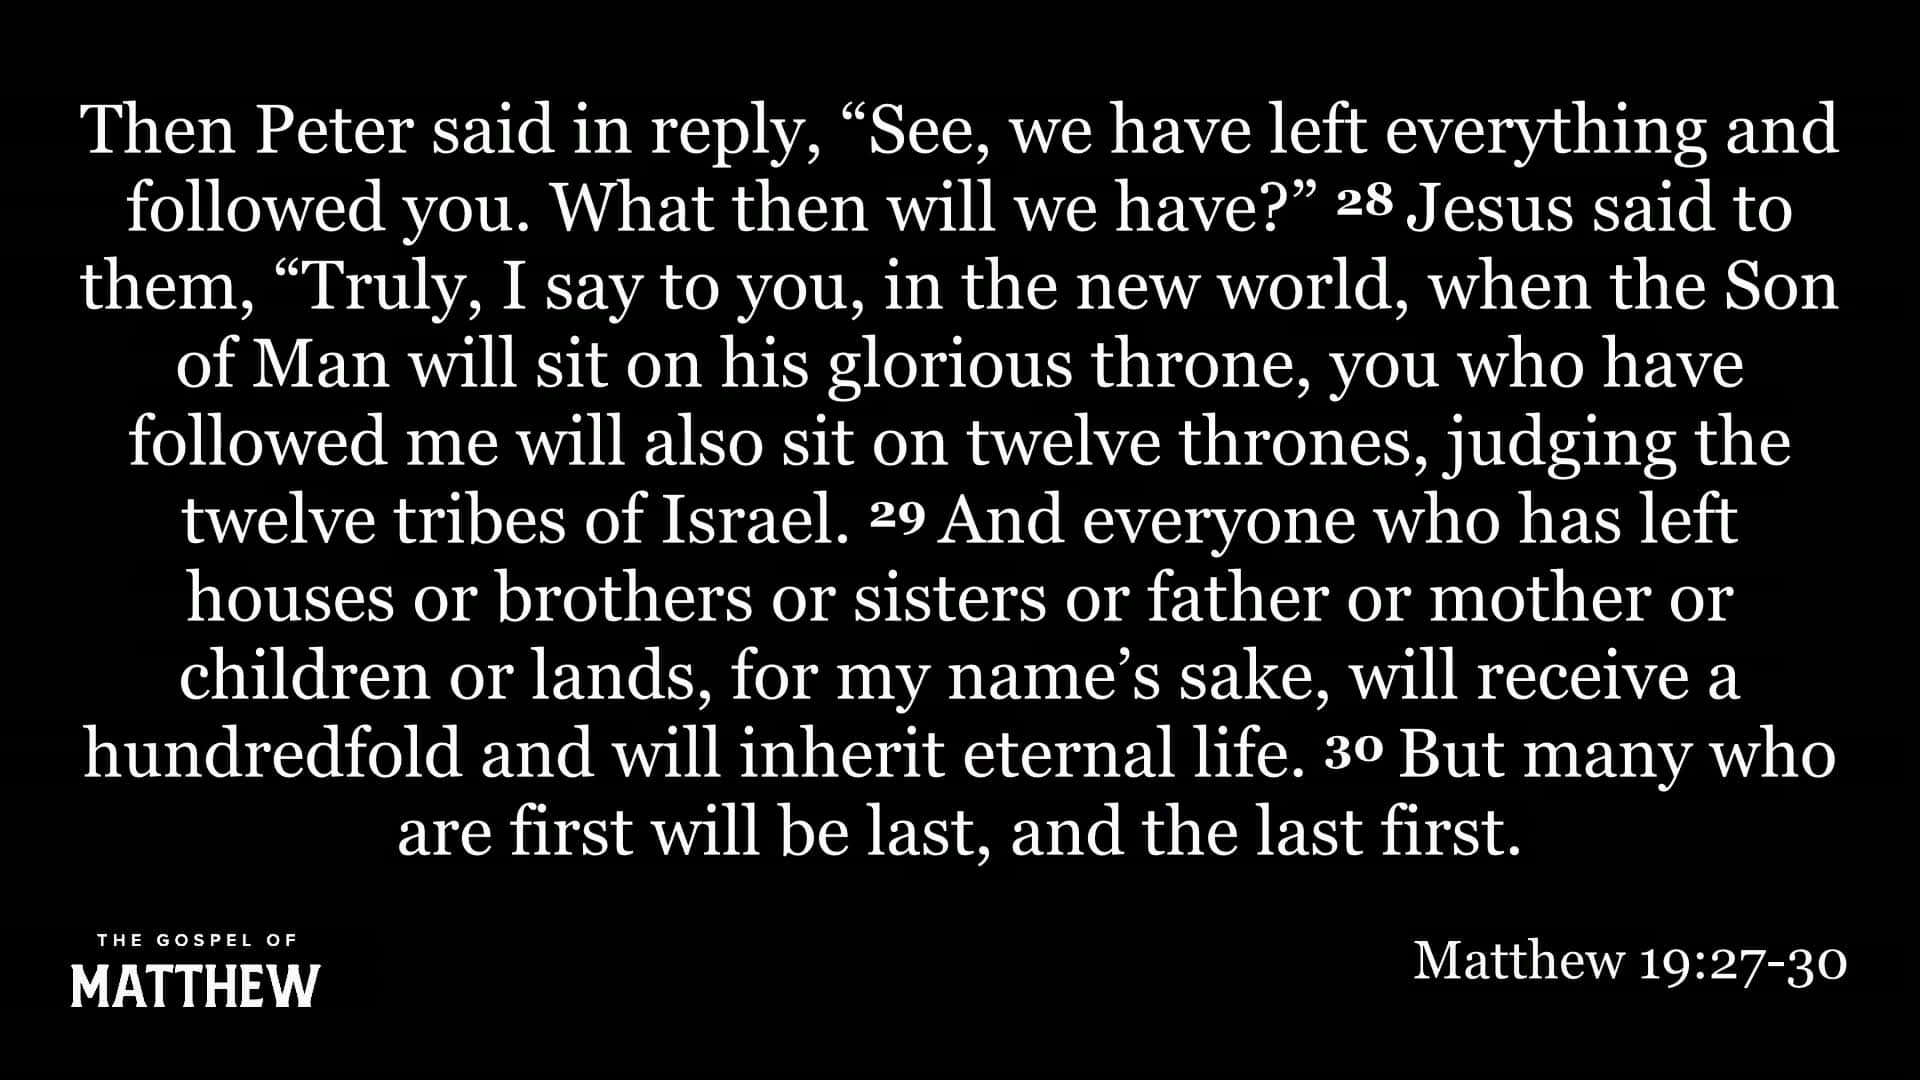 Then Peter said in reply, “See, we have left everything and
followed you. What then will we have?” 28 Jesus said to
them, “Truly, I say to you, in the new world, when the Son
of Man will sit on his glorious throne, you who have
followed me will also sit on twelve thrones, judging the
twelve tribes of Israel. 29 And everyone who has left
houses or brothers or sisters or father or mother or
children or lands, for my name’s sake, will receive a
hundredfold and will inherit eternal life. 30 But many who
are first will be last, and the last first.
THE GOSPEL OF
MATTHEW
Matthew 19:27-30